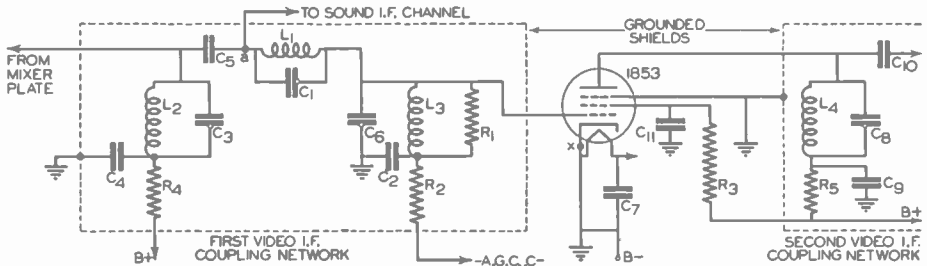 TO SOUND I.F. CHANNEL
FROM
MIXER
PLATE
C5
a
L1
C1
GROUNDED
SHIELDS
1853
C10
L2
C3
C6
L3
R1
C11
L4
C8
C4
R4
C2
R2
x
C7
R3
R5
C9
B+
FIRST VIDEO I.F.
COUPLING NETWORK
-A.G.C. C-
B-
B+
SECOND VIDEO I.F.
COUPLING NETWORK